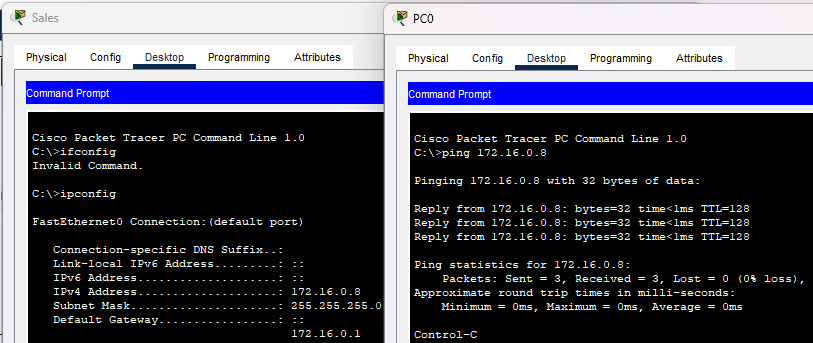 Sales
Physical Config Desktop Programming Attributes
Command Prompt
Cisco Packet Tracer PC Command Line 1.0
C:\>ifconfig
Invalid Command.
C:\>ipconfig
FastEthernet0 Connection:(default port)
Connection-specific DNS Suffix..:
Link-local IPv6 Address.........: ::
IPv6 Address....................: ::
IPv4 Address....................: 172.16.0.8
Subnet Mask.....................: 255.255.255.0
Default Gateway.................: ::
172.16.0.1
PC0
Physical Config Desktop Programming Attributes
Command Prompt
Cisco Packet Tracer PC Command Line 1.0
C:\>ping 172.16.0.8
Pinging 172.16.0.8 with 32 bytes of data:
Reply from 172.16.0.8: bytes=32 time<1ms TTL=128
Reply from 172.16.0.8: bytes=32 time<1ms TTL=128
Reply from 172.16.0.8: bytes=32 time<1ms TTL=128
Ping statistics for 172.16.0.8:
Packets: Sent = 3, Received = 3, Lost = 0 (0% loss),
Approximate round trip times in milli-seconds:
Minimum = 0ms, Maximum = 0ms, Average = 0ms
Control-C